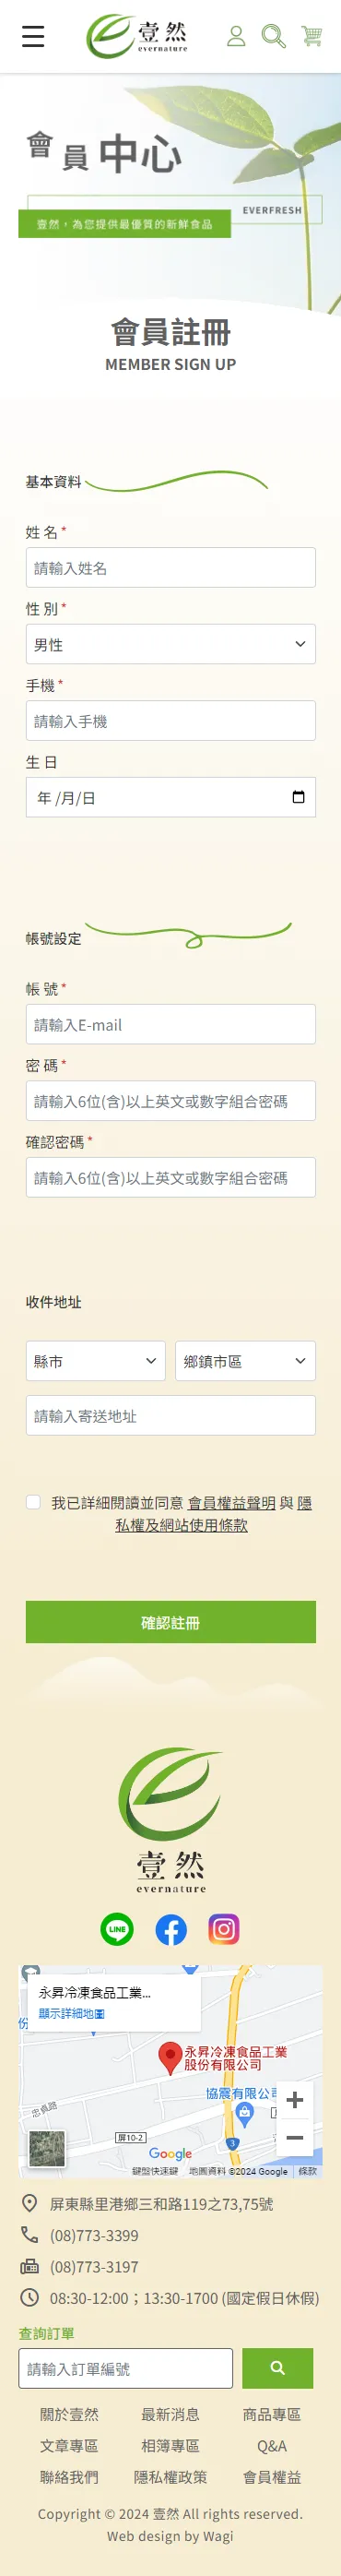 壹然
evernature
會員中心
EVERFRESH
壹然，為您提供最優質的新鮮食品
會員註冊
MEMBER SIGN UP
基本資料
姓 名 *
請輸入姓名
性 別 *
男性
手機 *
請輸入手機
生 日
年 /月/日
帳號設定
帳 號 *
請輸入E-mail
密 碼 *
請輸入6位(含)以上英文或數字組合密碼
確認密碼 *
請輸入6位(含)以上英文或數字組合密碼
收件地址
縣市
鄉鎮市區
請輸入寄送地址
我已詳細閱讀並同意 會員權益聲明 與 隱
私權及網站使用條款
確認註冊
壹然
evernature
LINE
永昇冷凍食品工業...
顯示詳細地圖
永昇冷凍食品工業
股份有限公司
協震有限公
屏10-2
3
Google
鍵盤快速鍵
地圖資料 ©2024 Google
條款
屏東縣里港鄉三和路119之73,75號
(08)773-3399
(08)773-3197
08:30-12:00；13:30-1700 (國定假日休假)
查詢訂單
請輸入訂單編號
關於壹然
最新消息
商品專區
文章專區
相簿專區
Q&A
聯絡我們
隱私權政策
會員權益
Copyright © 2024 壹然 All rights reserved.
Web design by Wagi